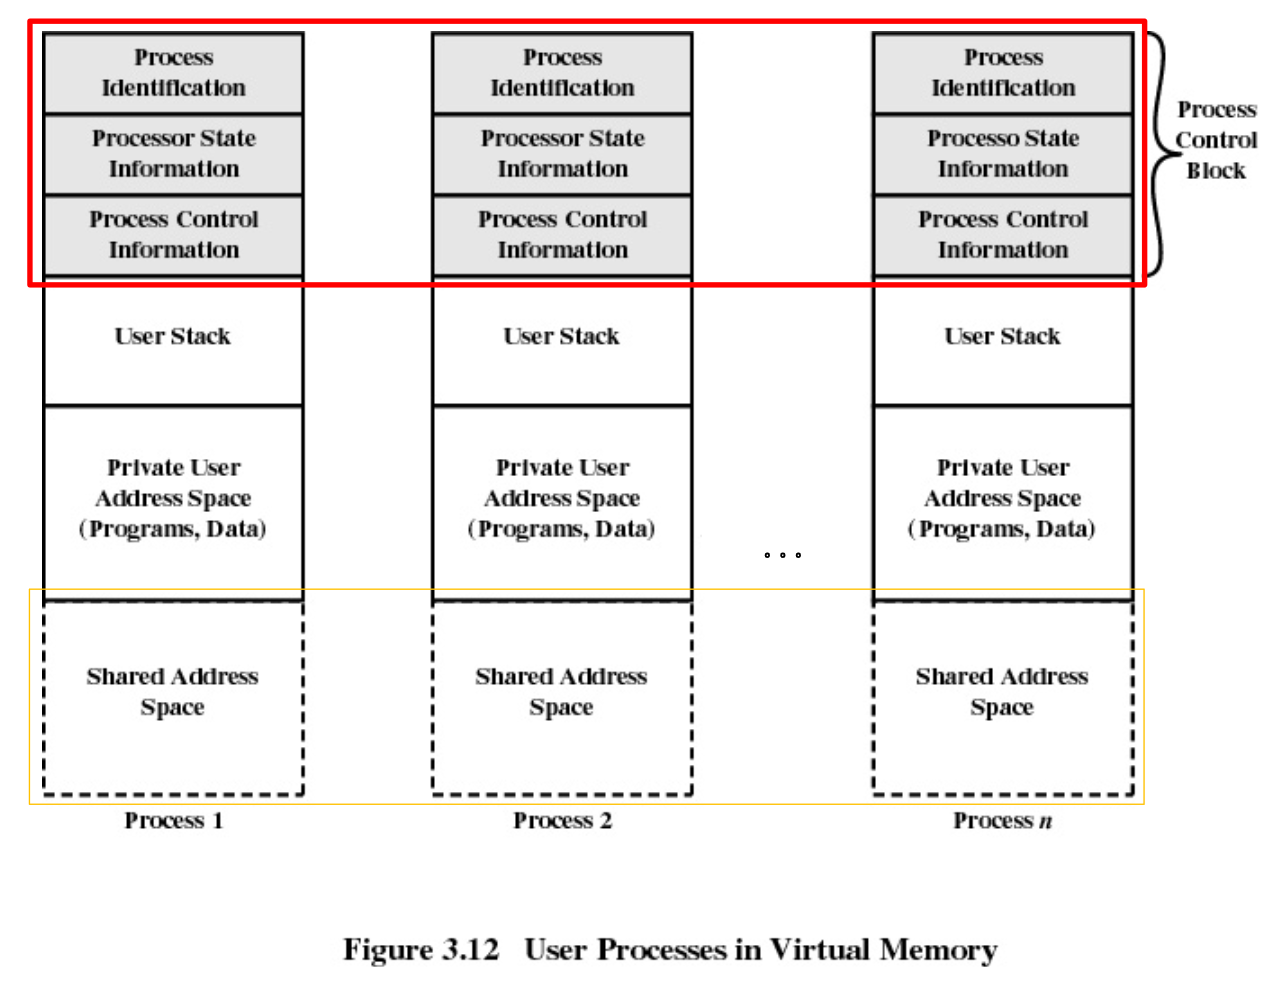 Process
Identification
Processor State
Information
Process Control
Information
User Stack
Private User
Address Space
(Programs, Data)
Shared Address
Space
Process 1
Process
Identification
Processor State
Information
Process Control
Information
User Stack
Private User
Address Space
(Programs, Data)
Shared Address
Space
Process 2
. . .
Process
Identification
Processo State
Information
Process Control
Information
User Stack
Private User
Address Space
(Programs, Data)
Shared Address
Space
Process n
Process
Control
Block
Figure 3.12 User Processes in Virtual Memory